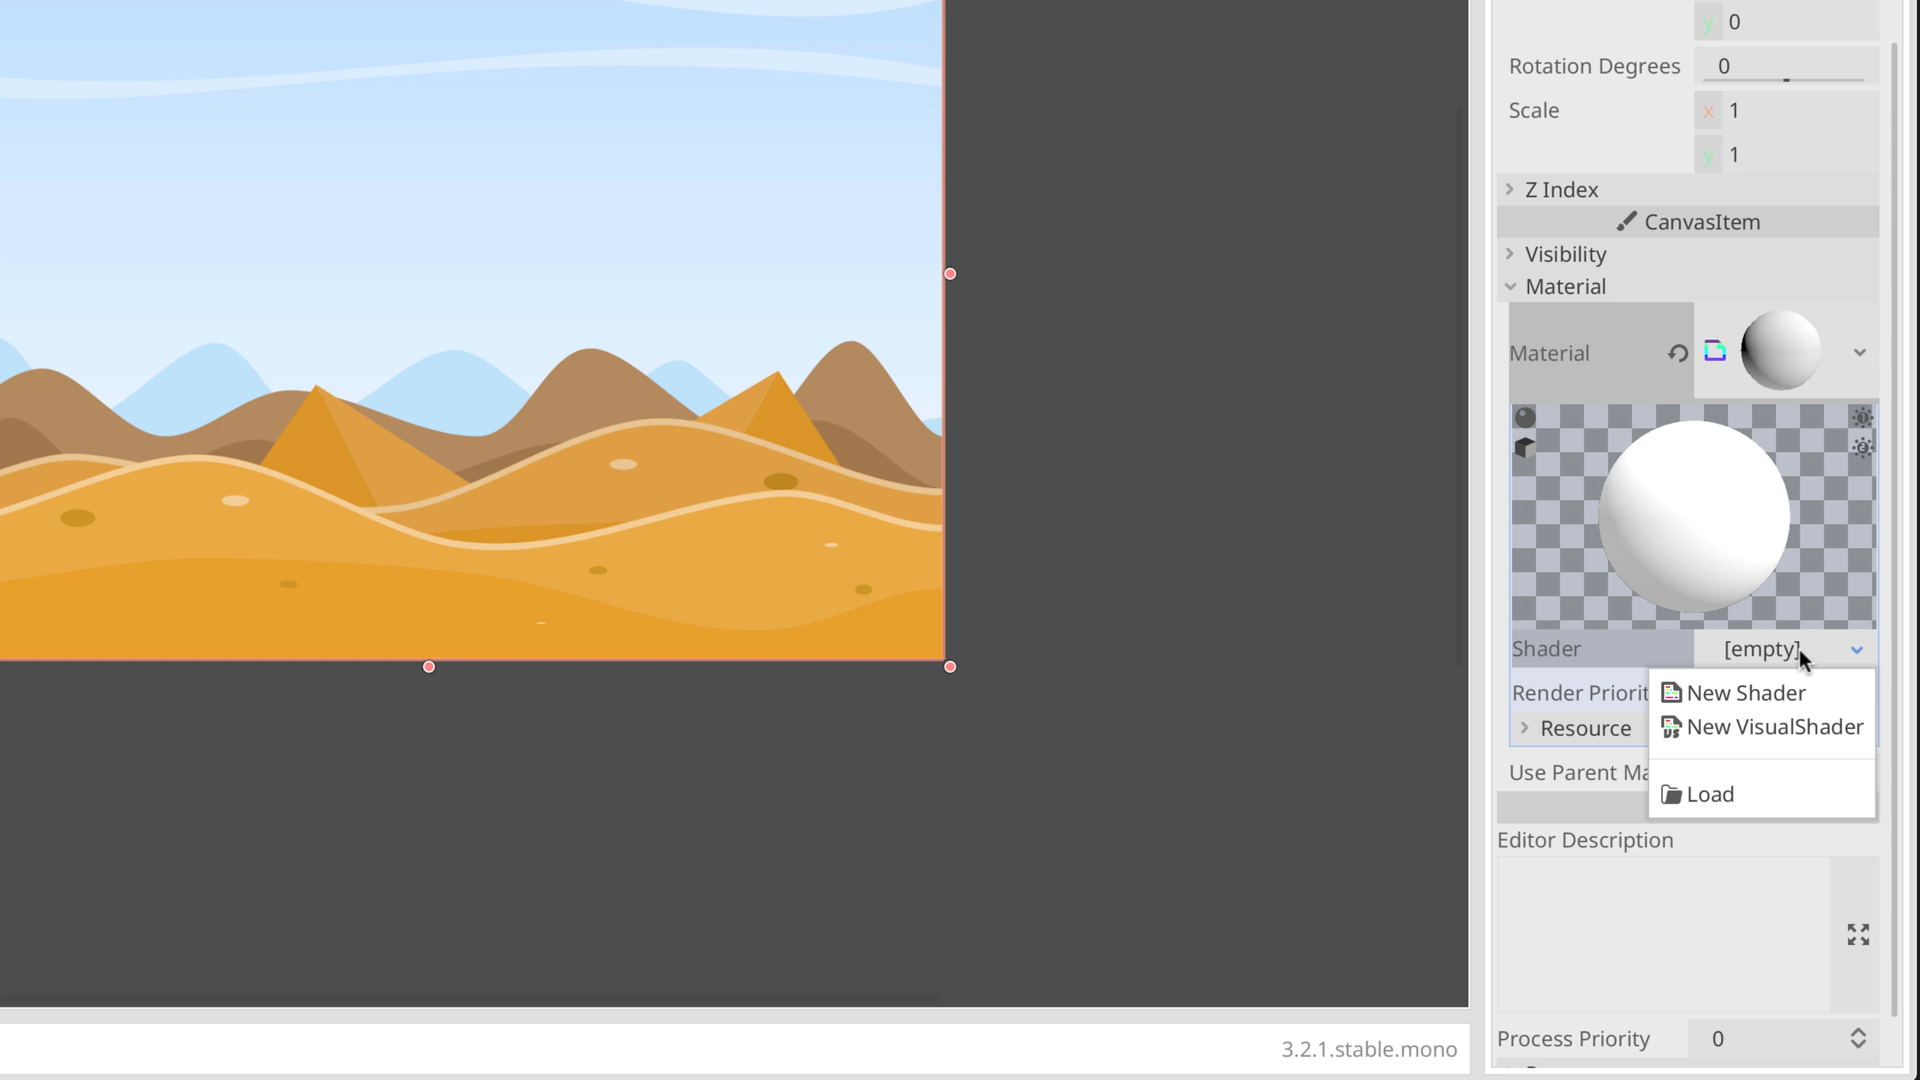 y 0
Rotation Degrees 0
Scale x 1
y 1
Z Index
CanvasItem
Visibility
Material
Material
Shader [empty]
Render Priorit
New Shader
New VisualShader
Resource
Use Parent Ma
Load
Editor Description
Process Priority 0
3.2.1.stable.mono